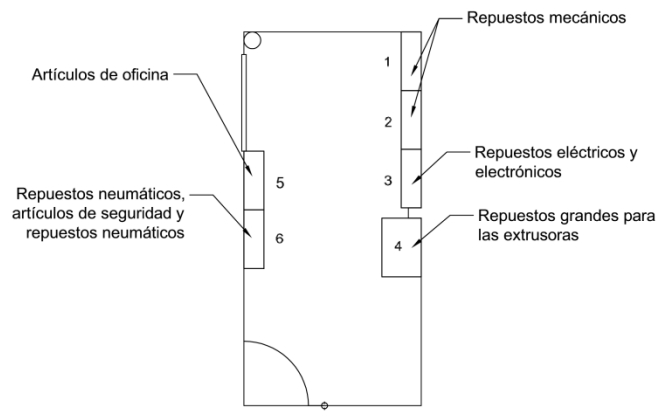 Repuestos mecánicos
1
Artículos de oficina
2
Repuestos eléctricos y
electrónicos
3
5
Repuestos neumáticos,
artículos de seguridad y
repuestos neumáticos
6
Repuestos grandes para
las extrusoras
4